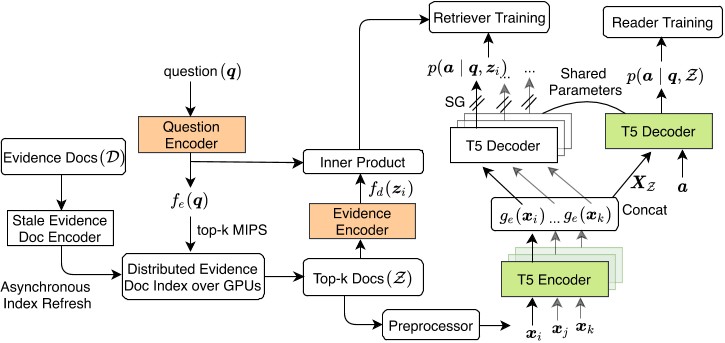 Retriever Training
Reader Training
question (q)
p(a | q, z_i)
...
...
Shared
Parameters
p(a | q, Z)
SG
Question
Encoder
T5 Decoder
T5 Decoder
Evidence Docs (D)
Inner Product
f_e(q)
f_d(z_i)
X_Z
a
Stale Evidence
Doc Encoder
top-k MIPS
Evidence
Encoder
g_e(x_i) ... g_e(x_k)
Concat
Asynchronous
Index Refresh
Distributed Evidence
Doc Index over GPUs
Top-k Docs (Z)
T5 Encoder
Preprocessor
x_i
x_j
x_k